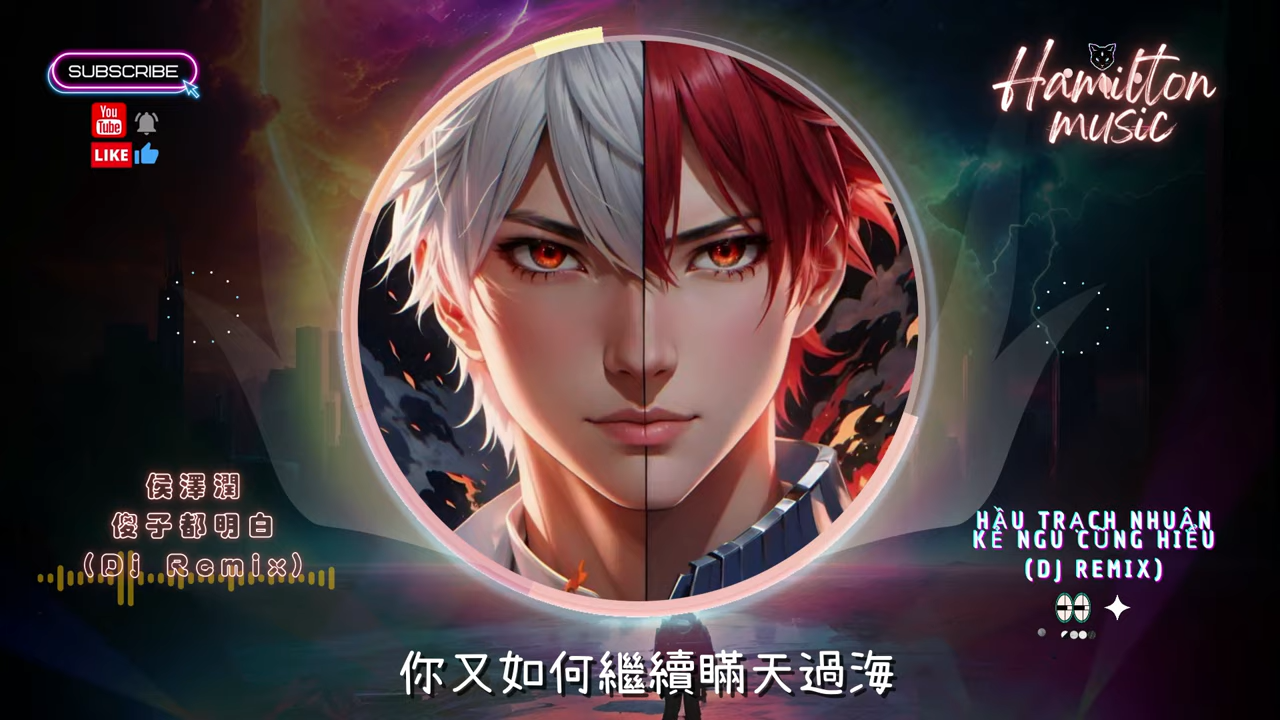 SUBSCRIBE
You
Tube
LIKE
Hamilton
music
侯澤潤
傻子都明白
(Dj Remix)
HẦU TRẠCH NHUẬN
KẺ NGU CŨNG HIỂU
(DJ REMIX)
你又如何繼續瞞天過海